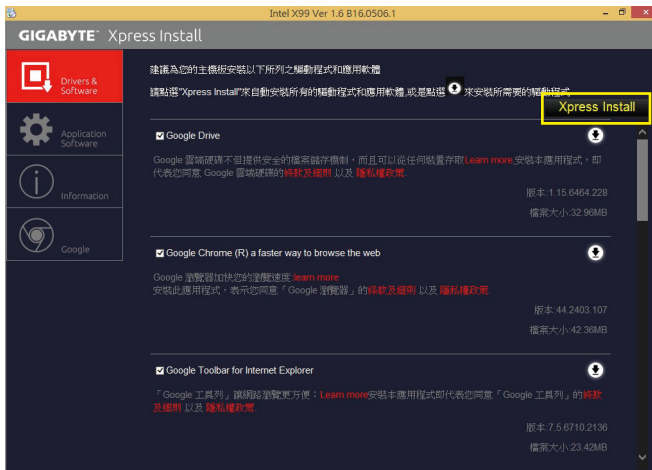 Intel X99 Ver 1.6 B16.0506.1
GIGABYTE™ Xpress Install
Drivers &
Software
Application
Software
Information
Google
建議為您的主機板安裝以下所列之驅動程式和應用軟體
請點選"Xpress Install"來自動安裝所有的驅動程式和應用軟體,或是點選 來安裝所需要的驅動程式
Xpress Install
Google Drive
Google 雲端硬碟不但提供安全的檔案儲存機制，而且可以從任何裝置存取Learn more,安裝本應用程式，即
代表您同意 Google 雲端硬碟的條款及細則 以及 隱私權政策.
版本:1.15.6464.228
檔案大小:32.96MB
Google Chrome (R) a faster way to browse the web
Google 瀏覽器加快您的瀏覽速度:learn more
安裝此應用程式，表示您同意「Google 瀏覽器」的條款及細則 以及 隱私權政策.
版本:44.2403.107
檔案大小:42.36MB
Google Toolbar for Internet Explorer
「Google 工具列」讓網路瀏覽更方便：Learn more安裝本應用程式即代表您同意「Google 工具列」的條款
及細則 以及 隱私權政策.
版本:7.5.6710.2136
檔案大小:23.42MB